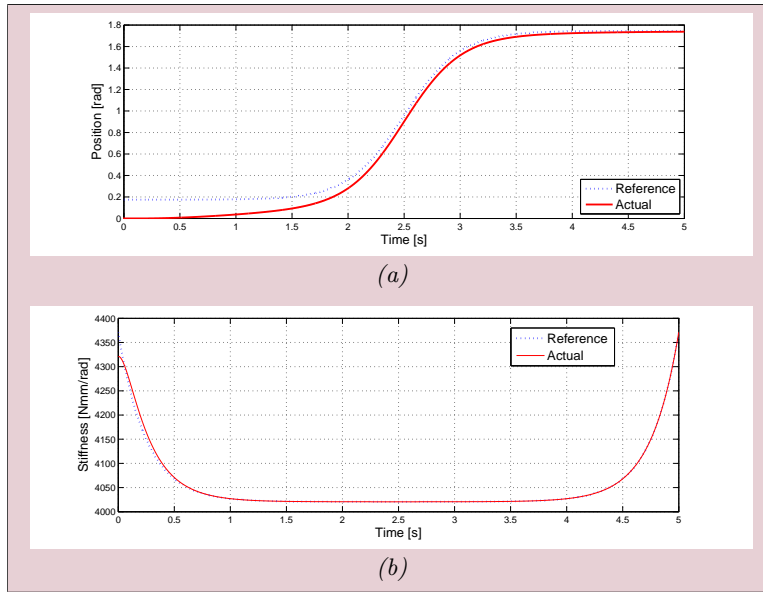 1.8
1.6
1.4
1.2
1
0.8
0.6
0.4
0.2
0
Position [rad]
Reference
Actual
0 0.5 1 1.5 2 2.5 3 3.5 4 4.5 5
Time [s]
(a)
4400
4350
4300
4250
4200
4150
4100
4050
4000
Stiffness [Nmm/rad]
Reference
Actual
0 0.5 1 1.5 2 2.5 3 3.5 4 4.5 5
Time [s]
(b)